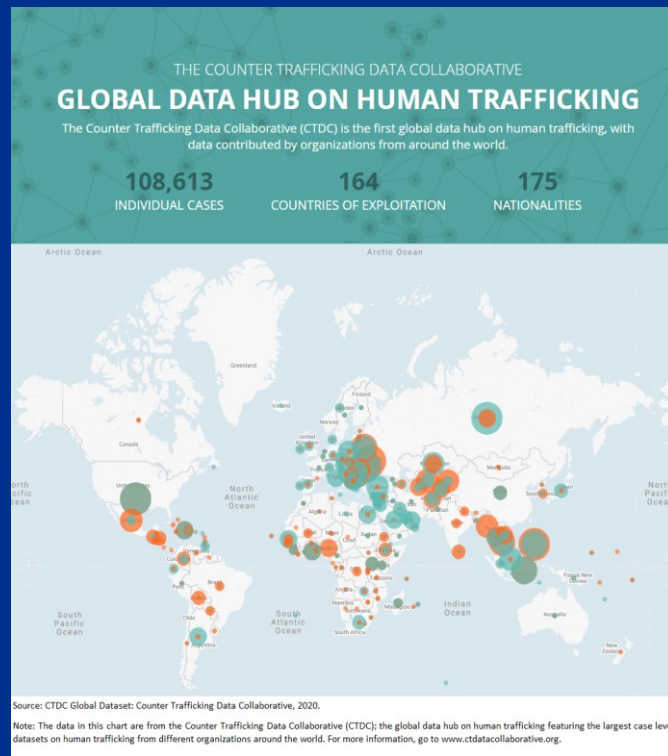 THE COUNTER TRAFFICKING DATA COLLABORATIVE
GLOBAL DATA HUB ON HUMAN TRAFFICKING
The Counter Trafficking Data Collaborative (CTDC) is the first global data hub on human trafficking, with
data contributed by organizations from around the world.
108,613
164
175
INDIVIDUAL CASES
COUNTRIES OF EXPLOITATION
NATIONALITIES
Arctic Ocean
Arctic Ocean
Greenland
Finland
Norway
Canada
United
North
Atlantic
Ocean
Mongolia
Algeria
Libya
Sudan
Pakistan
Brazil
Chile
Argentina
South
Pacific
Ocean
South
Atlantic
Ocean
Angola
Namibia
Botswana
Madagascar
South Africa
Indian
Ocean
Papua New
Guinea
Australia
New
Source: CTDC Global Dataset: Counter Trafficking Data Collaborative, 2020.
Note: The data in this chart are from the Counter Trafficking Data Collaborative (CTDC); the global data hub on human trafficking featuring the largest case lev
datasets on human trafficking from different organizations around the world. For more information, go to www.ctdatacollaborative.org.